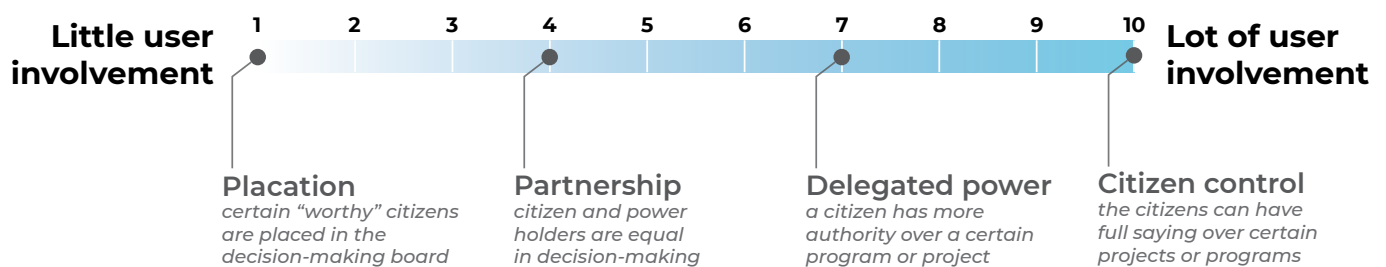 1 2 3 4 5 6 7 8 9 10
Little user
involvement
Lot of user
involvement
Placation
certain “worthy” citizens
are placed in the
decision-making board
Partnership
citizen and power
holders are equal
in decision-making
Delegated power
a citizen has more
authority over a certain
program or project
Citizen control
the citizens can have
full saying over certain
projects or programs